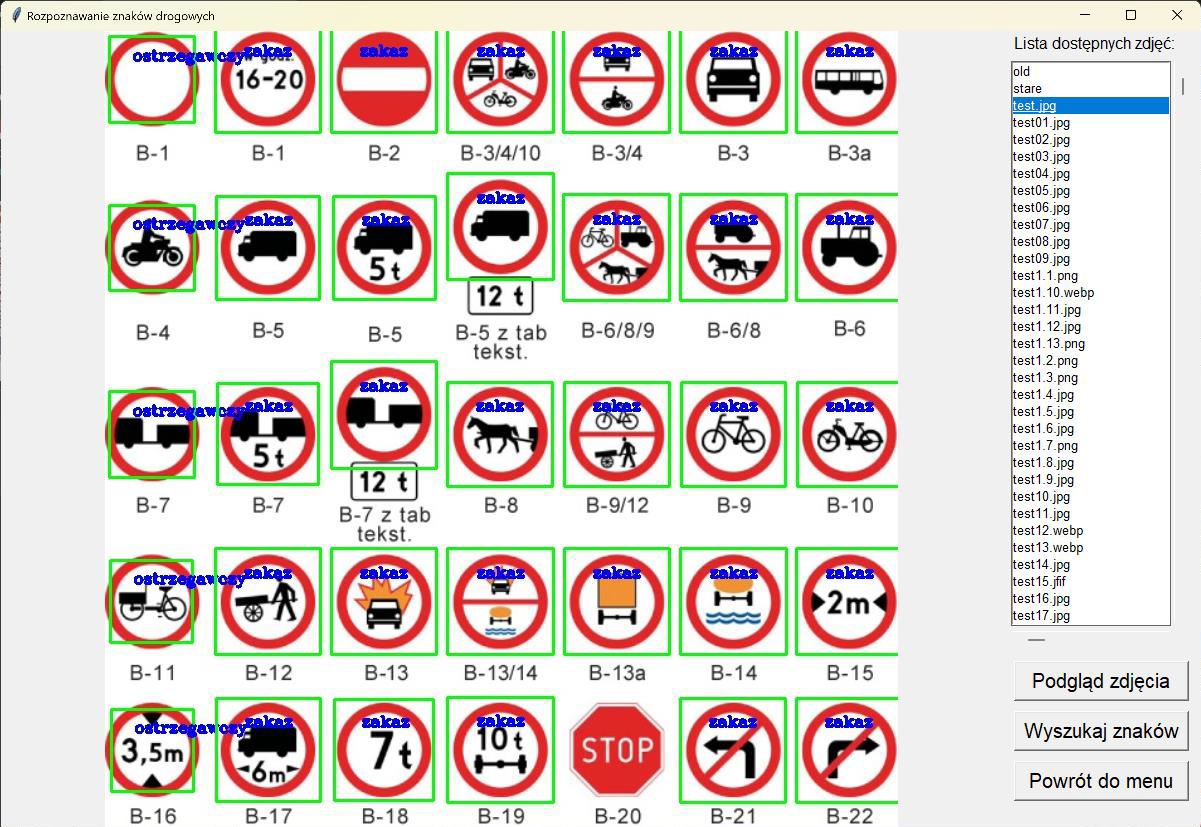 Rozpoznawanie znaków drogowych
ostrzegawczy zakaz zakaz zakaz zakaz zakaz zakaz
16-20
B-1 B-1 B-2 B-3/4/10 B-3/4 B-3 B-3a
ostrzegawczy zakaz zakaz zakaz zakaz zakaz zakaz
5 t
12 t
B-4 B-5 B-5 B-5 z tab B-6/8/9 B-6/8 B-6
tekst.
ostrzegawczy zakaz zakaz zakaz zakaz zakaz zakaz
5 t
12 t
B-7 B-7 B-7 z tab B-8 B-9/12 B-9 B-10
tekst.
ostrzegawczy zakaz zakaz zakaz zakaz zakaz zakaz
2m
B-11 B-12 B-13 B-13/14 B-13a B-14 B-15
ostrzegawczy zakaz zakaz zakaz zakaz zakaz
3,5m 6m 7 t 10 t STOP
B-16 B-17 B-18 B-19 B-20 B-21 B-22
Lista dostępnych zdjęć:
old
stare
test.jpg
test01.jpg
test02.jpg
test03.jpg
test04.jpg
test05.jpg
test06.jpg
test07.jpg
test08.jpg
test09.jpg
test1.1.png
test1.10.webp
test1.11.jpg
test1.12.jpg
test1.13.png
test1.2.png
test1.3.png
test1.4.jpg
test1.5.jpg
test1.6.jpg
test1.7.png
test1.8.jpg
test1.9.jpg
test10.jpg
test11.jpg
test12.webp
test13.webp
test14.jpg
test15.jfif
test16.jpg
test17.jpg
Podgląd zdjęcia
Wyszukaj znaków
Powrót do menu